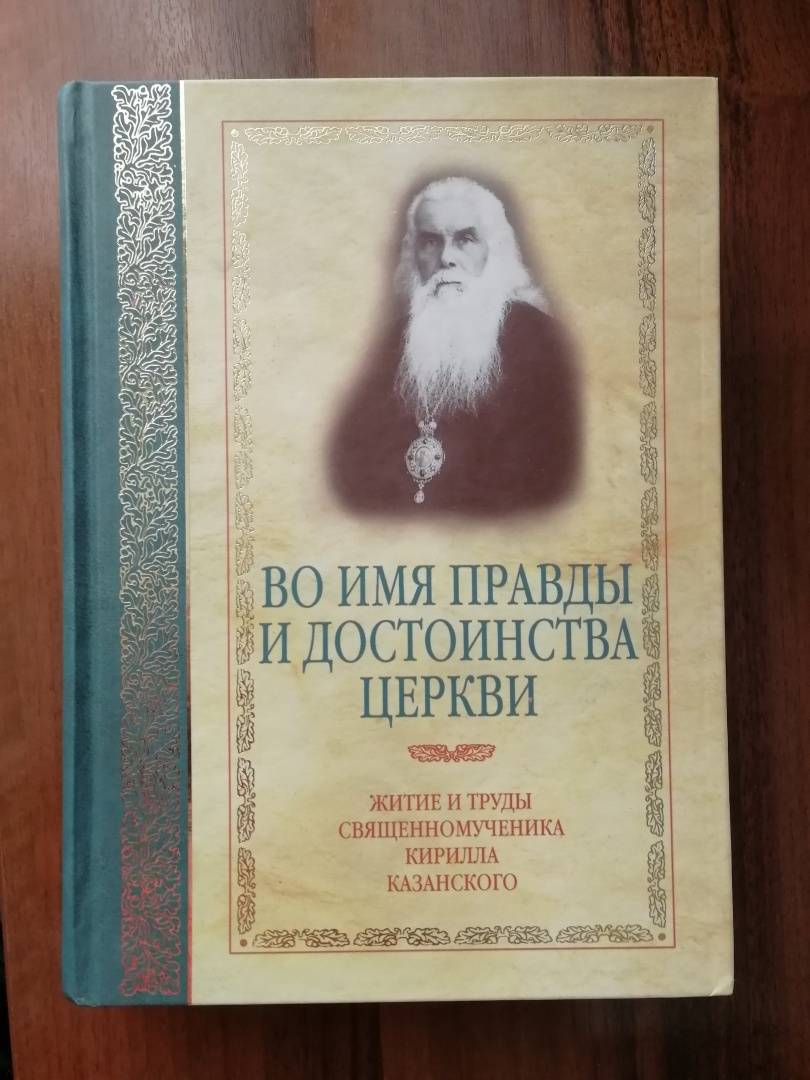 ВО ИМЯ ПРАВДЫ
И ДОСТОИНСТВА
ЦЕРКВИ
ЖИТИЕ И ТРУДЫ
СВЯЩЕННОМУЧЕНИКА
КИРИЛЛА
КАЗАНСКОГО